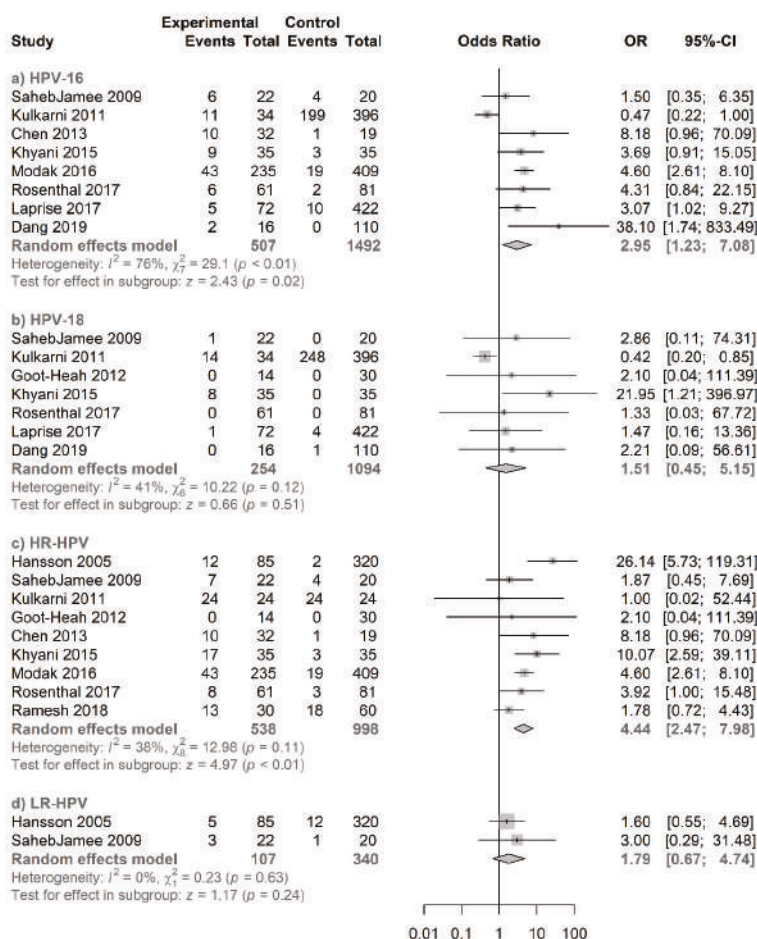 Experimental Control
Study Events Total Events Total Odds Ratio OR 95%-CI
a) HPV-16
SahebJamee 2009 6 22 4 20 1.50 [0.35; 6.35]
Kulkarni 2011 11 34 199 396 0.47 [0.22; 1.00]
Chen 2013 10 32 1 19 8.18 [0.96; 70.09]
Khyani 2015 9 35 3 35 3.69 [0.91; 15.05]
Modak 2016 43 235 19 409 4.60 [2.61; 8.10]
Rosenthal 2017 6 61 2 81 4.31 [0.84; 22.15]
Laprise 2017 5 72 10 422 3.07 [1.02; 9.27]
Dang 2019 2 16 0 110 38.10 [1.74; 833.49]
Random effects model 507 1492 2.95 [1.23; 7.08]
Heterogeneity: I² = 76%, χ²₇ = 29.1 (p < 0.01)
Test for effect in subgroup: z = 2.43 (p = 0.02)
b) HPV-18
SahebJamee 2009 1 22 0 20 2.86 [0.11; 74.31]
Kulkarni 2011 14 34 248 396 0.42 [0.20; 0.85]
Goot-Heah 2012 0 14 0 30 2.10 [0.04; 111.39]
Khyani 2015 8 35 0 35 21.95 [1.21; 396.97]
Rosenthal 2017 0 61 0 81 1.33 [0.03; 67.72]
Laprise 2017 1 72 4 422 1.47 [0.16; 13.36]
Dang 2019 0 16 1 110 2.21 [0.09; 56.61]
Random effects model 254 1094 1.51 [0.45; 5.15]
Heterogeneity: I² = 41%, χ²₆ = 10.22 (p = 0.12)
Test for effect in subgroup: z = 0.66 (p = 0.51)
c) HR-HPV
Hansson 2005 12 85 2 320 26.14 [5.73; 119.31]
SahebJamee 2009 7 22 4 20 1.87 [0.45; 7.69]
Kulkarni 2011 24 24 24 24 1.00 [0.02; 52.44]
Goot-Heah 2012 0 14 0 30 2.10 [0.04; 111.39]
Chen 2013 10 32 1 19 8.18 [0.96; 70.09]
Khyani 2015 17 35 3 35 10.07 [2.59; 39.11]
Modak 2016 43 235 19 409 4.60 [2.61; 8.10]
Rosenthal 2017 8 61 3 81 3.92 [1.00; 15.48]
Ramesh 2018 13 30 18 60 1.78 [0.72; 4.43]
Random effects model 538 998 4.44 [2.47; 7.98]
Heterogeneity: I² = 38%, χ²₈ = 12.98 (p = 0.11)
Test for effect in subgroup: z = 4.97 (p < 0.01)
d) LR-HPV
Hansson 2005 5 85 12 320 1.60 [0.55; 4.69]
SahebJamee 2009 3 22 1 20 3.00 [0.29; 31.48]
Random effects model 107 340 1.79 [0.67; 4.74]
Heterogeneity: I² = 0%, χ²₁ = 0.23 (p = 0.63)
Test for effect in subgroup: z = 1.17 (p = 0.24)
0.01 0.1 1 10 100